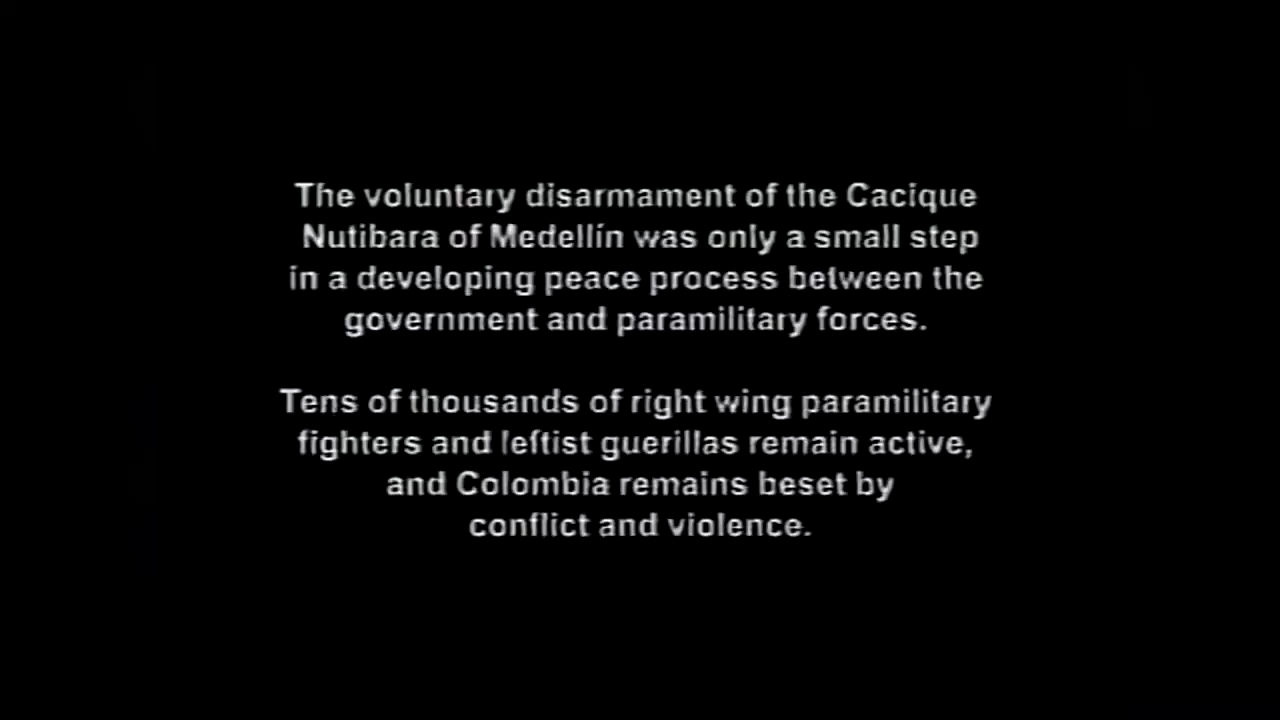 The voluntary disarmament of the Cacique
Nutibara of Medellín was only a small step
in a developing peace process between the
government and paramilitary forces.
Tens of thousands of right wing paramilitary
fighters and leftist guerillas remain active,
and Colombia remains beset by
conflict and violence.